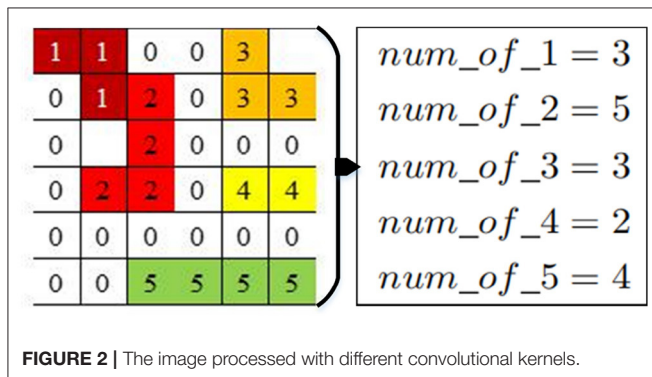 1 1 0 0 3
0 1 2 0 3 3
0 2 0 0 0
0 2 2 0 4 4
0 0 0 0 0 0
0 0 5 5 5 5
num_of_1 = 3
num_of_2 = 5
num_of_3 = 3
num_of_4 = 2
num_of_5 = 4
FIGURE 2 | The image processed with different convolutional kernels.